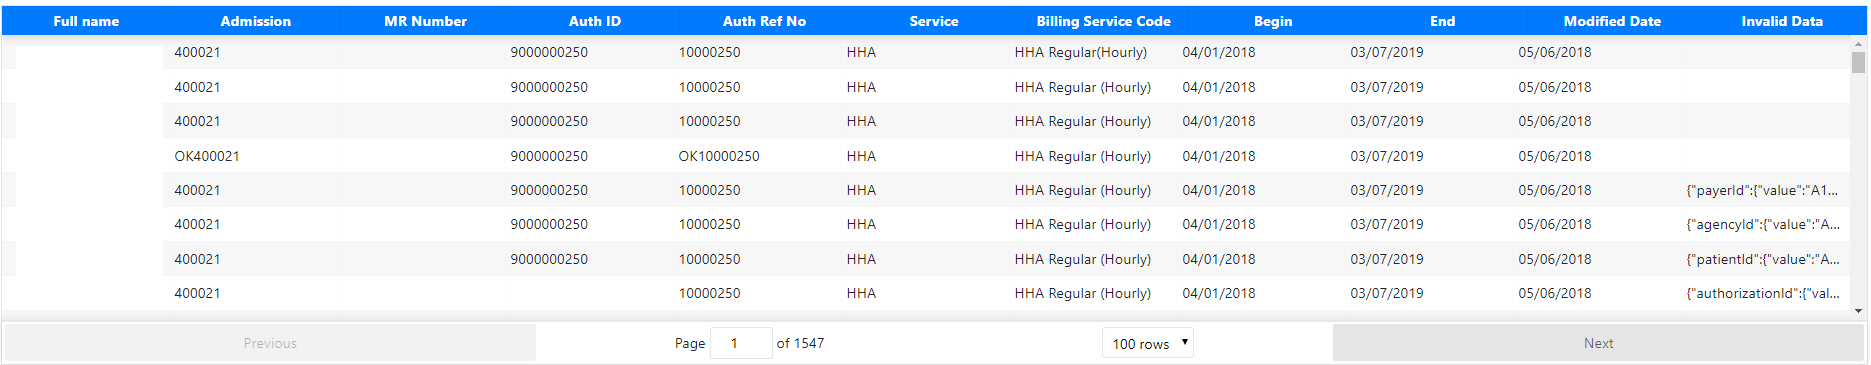 Full name Admission MR Number Auth ID Auth Ref No Service Billing Service Code Begin End Modified Date Invalid Data
400021 9000000250 10000250 HHA HHA Regular(Hourly) 04/01/2018 03/07/2019 05/06/2018
400021 9000000250 10000250 HHA HHA Regular (Hourly) 04/01/2018 03/07/2019 05/06/2018
400021 9000000250 10000250 HHA HHA Regular (Hourly) 04/01/2018 03/07/2019 05/06/2018
OK400021 9000000250 OK10000250 HHA HHA Regular (Hourly) 04/01/2018 03/07/2019 05/06/2018
400021 9000000250 10000250 HHA HHA Regular (Hourly) 04/01/2018 03/07/2019 05/06/2018 {"payerId":{"value":"A1...
400021 9000000250 10000250 HHA HHA Regular (Hourly) 04/01/2018 03/07/2019 05/06/2018 {"agencyId":{"value":"A...
400021 9000000250 10000250 HHA HHA Regular (Hourly) 04/01/2018 03/07/2019 05/06/2018 {"patientId":{"value":"A...
400021 10000250 HHA HHA Regular (Hourly) 04/01/2018 03/07/2019 05/06/2018 {"authorizationId":{"val...
Previous Page 1 of 1547 100 rows Next